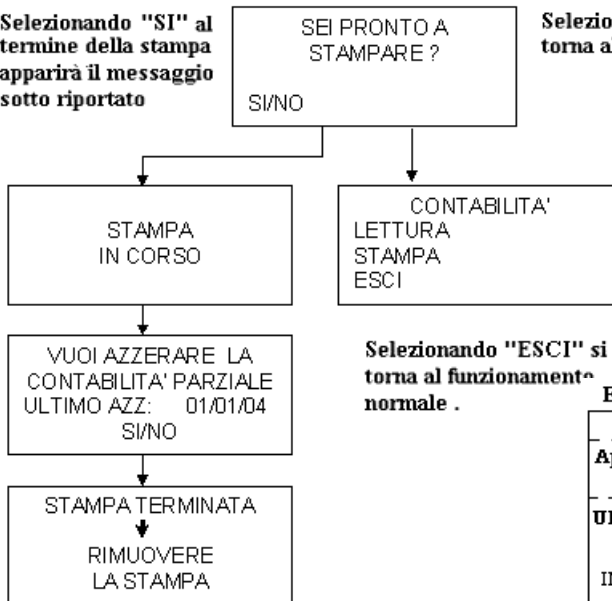 Selezionando "SI" al
termine della stampa
apparirà il messaggio
sotto riportato
SEI PRONTO A
STAMPARE ?
SI/NO
torna al
STAMPA
IN CORSO
CONTABILITA'
LETTURA
STAMPA
ESCI
VUOI AZZERARE LA
CONTABILITA' PARZIALE
ULTIMO AZZ: 01/01/04
SI/NO
Selezionando "ESCI" si
torna al funzionamento
normale .
STAMPA TERMINATA
RIMUOVERE
LA STAMPA